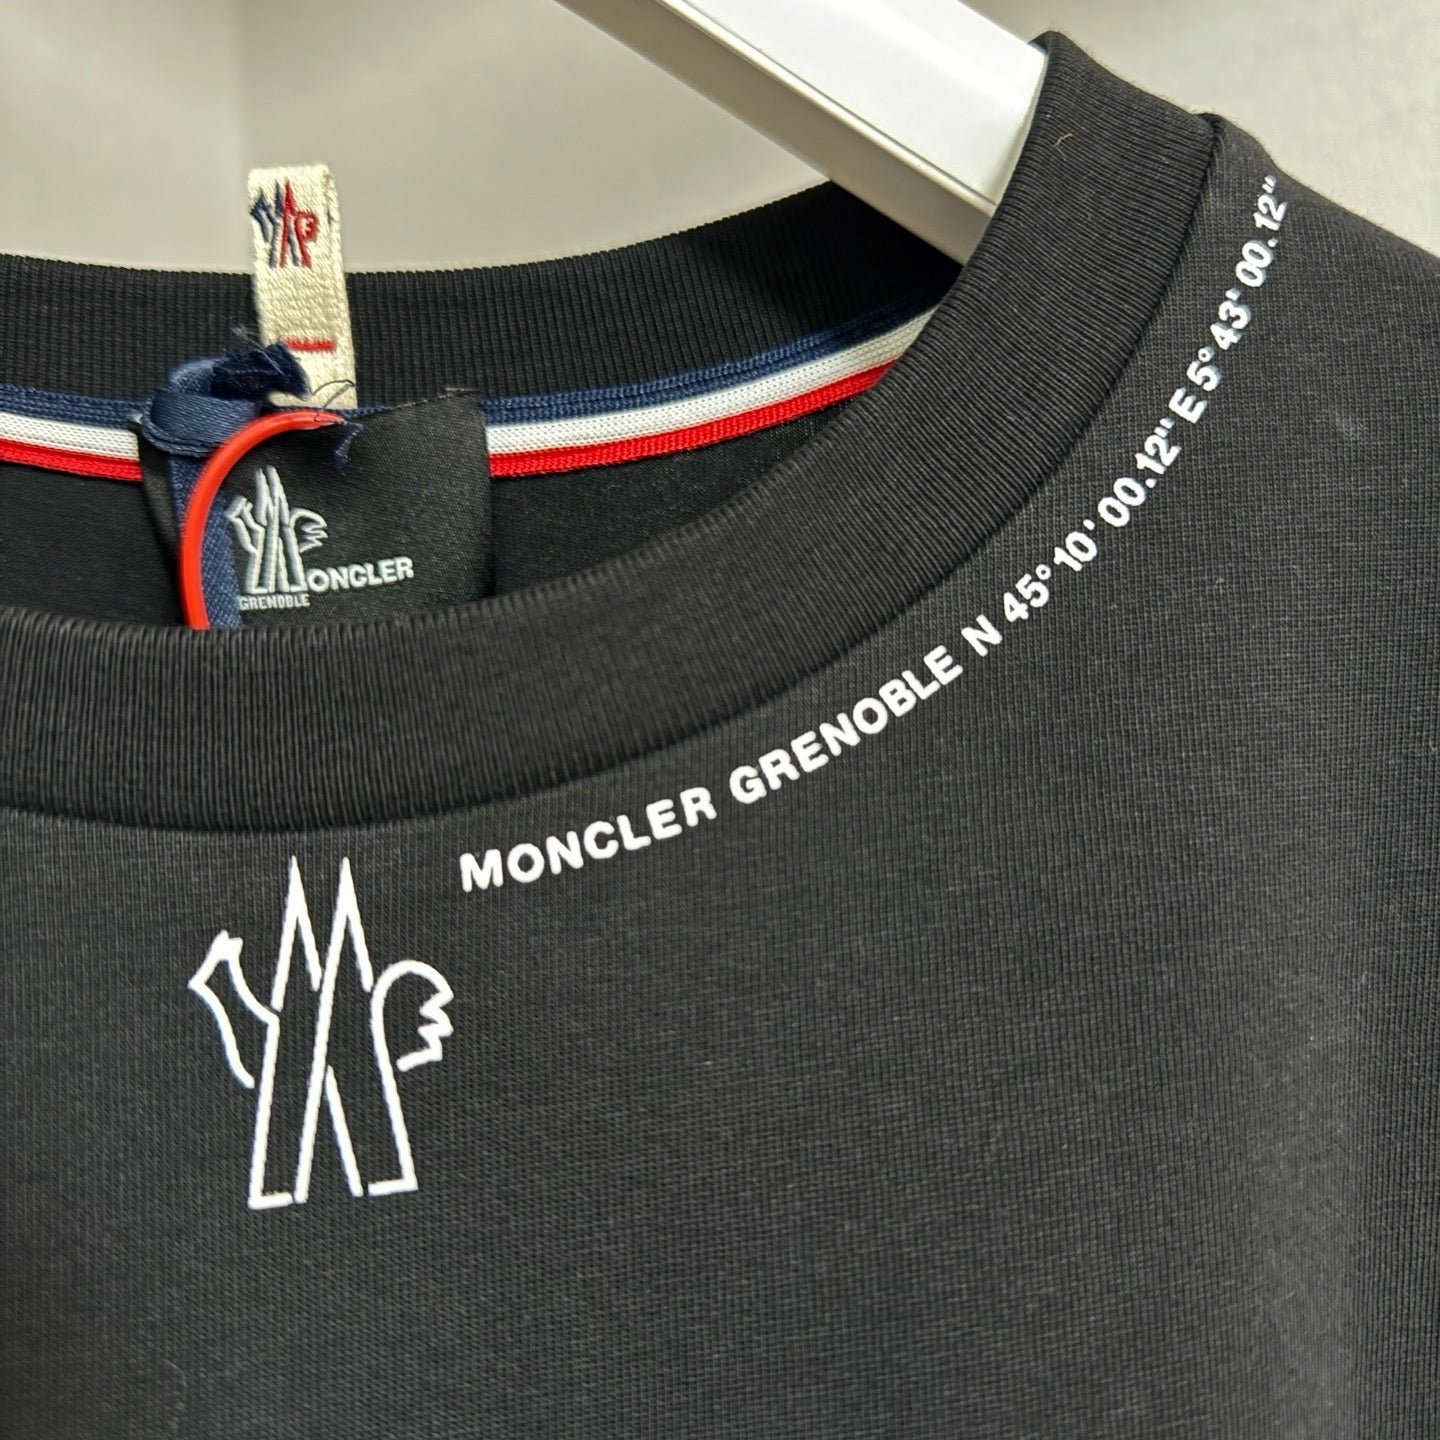 MONCLER
GRENOBLE
MONCLER GRENOBLE N 45° 10' 00.12" E 5° 43' 00.12"